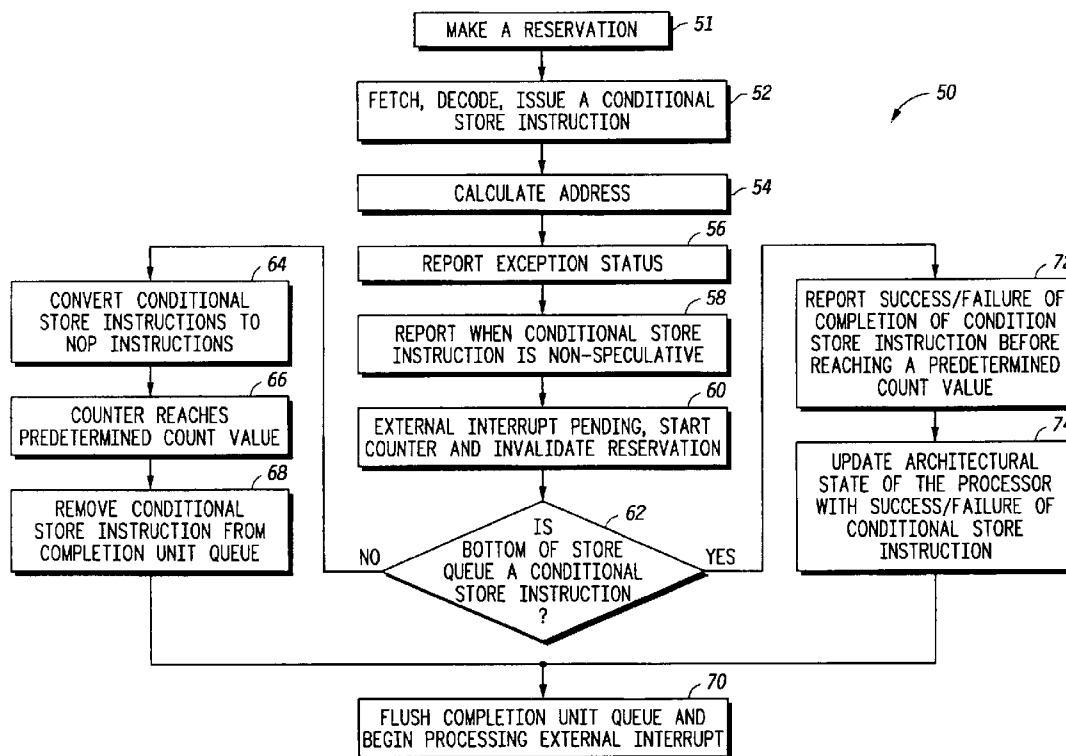 MAKE A RESERVATION
51
FETCH, DECODE, ISSUE A CONDITIONAL
STORE INSTRUCTION
52
50
CALCULATE ADDRESS
54
56
REPORT EXCEPTION STATUS
58
REPORT WHEN CONDITIONAL STORE
INSTRUCTION IS NON-SPECULATIVE
60
EXTERNAL INTERRUPT PENDING, START
COUNTER AND INVALIDATE RESERVATION
62
IS
BOTTOM OF STORE
QUEUE A CONDITIONAL
STORE INSTRUCTION
?
NO
YES
64
CONVERT CONDITIONAL
STORE INSTRUCTIONS TO
NOP INSTRUCTIONS
66
COUNTER REACHES
PREDETERMINED COUNT VALUE
68
REMOVE CONDITIONAL
STORE INSTRUCTION FROM
COMPLETION UNIT QUEUE
72
REPORT SUCCESS/FAILURE OF
COMPLETION OF CONDITION
STORE INSTRUCTION BEFORE
REACHING A PREDETERMINED
COUNT VALUE
74
UPDATE ARCHITECTURAL
STATE OF THE PROCESSOR
WITH SUCCESS/FAILURE OF
CONDITIONAL STORE
INSTRUCTION
70
FLUSH COMPLETION UNIT QUEUE AND
BEGIN PROCESSING EXTERNAL INTERRUPT